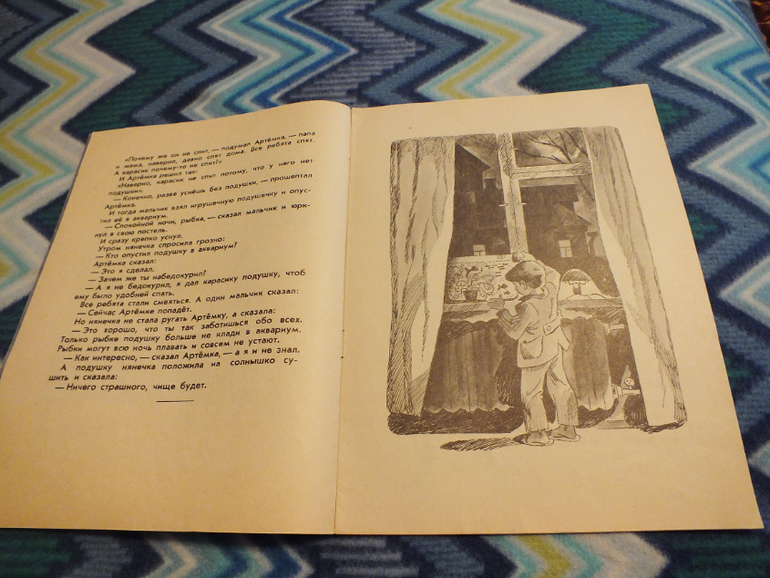 «Почему же он не спит, — подумал Артёмка, — папа
и мама, наверно, давно спят дома. Все ребята спят.
А карасик почему-то не спит?»
И Артёмка решил так:
«Наверно, карасик не спит потому, что у него нет
подушки».
— Конечно, разве уснёшь без подушки, — прошептал
Артёмка.
И тогда мальчик взял игрушечную подушечку и опус-
тил её в аквариум.
— Спокойной ночи, рыбка, — сказал мальчик и юрк-
нул в свою постель.
И сразу крепко уснул.
Утром нянечка спросила грозно:
— Кто опустил подушку в аквариум?
Артёмка сказал:
— Это я сделал.
— Зачем же ты набедокурил?
— А я не бедокурил, я дал карасику подушку, чтоб
ему было удобней спать.
Все ребята стали смеяться. А один мальчик сказал:
— Сейчас Артёмке попадёт.
Но нянечка не стала ругать Артёмку, а сказала:
— Это хорошо, что ты так заботишься обо всех.
Только рыбке подушку больше не клади в аквариум.
Рыбки могут всю ночь плавать и совсем не устают.
— Как интересно, — сказал Артёмка, — а я и не знал.
А подушку нянечка положила на солнышко су-
шить и сказала:
— Ничего страшного, чище будет.